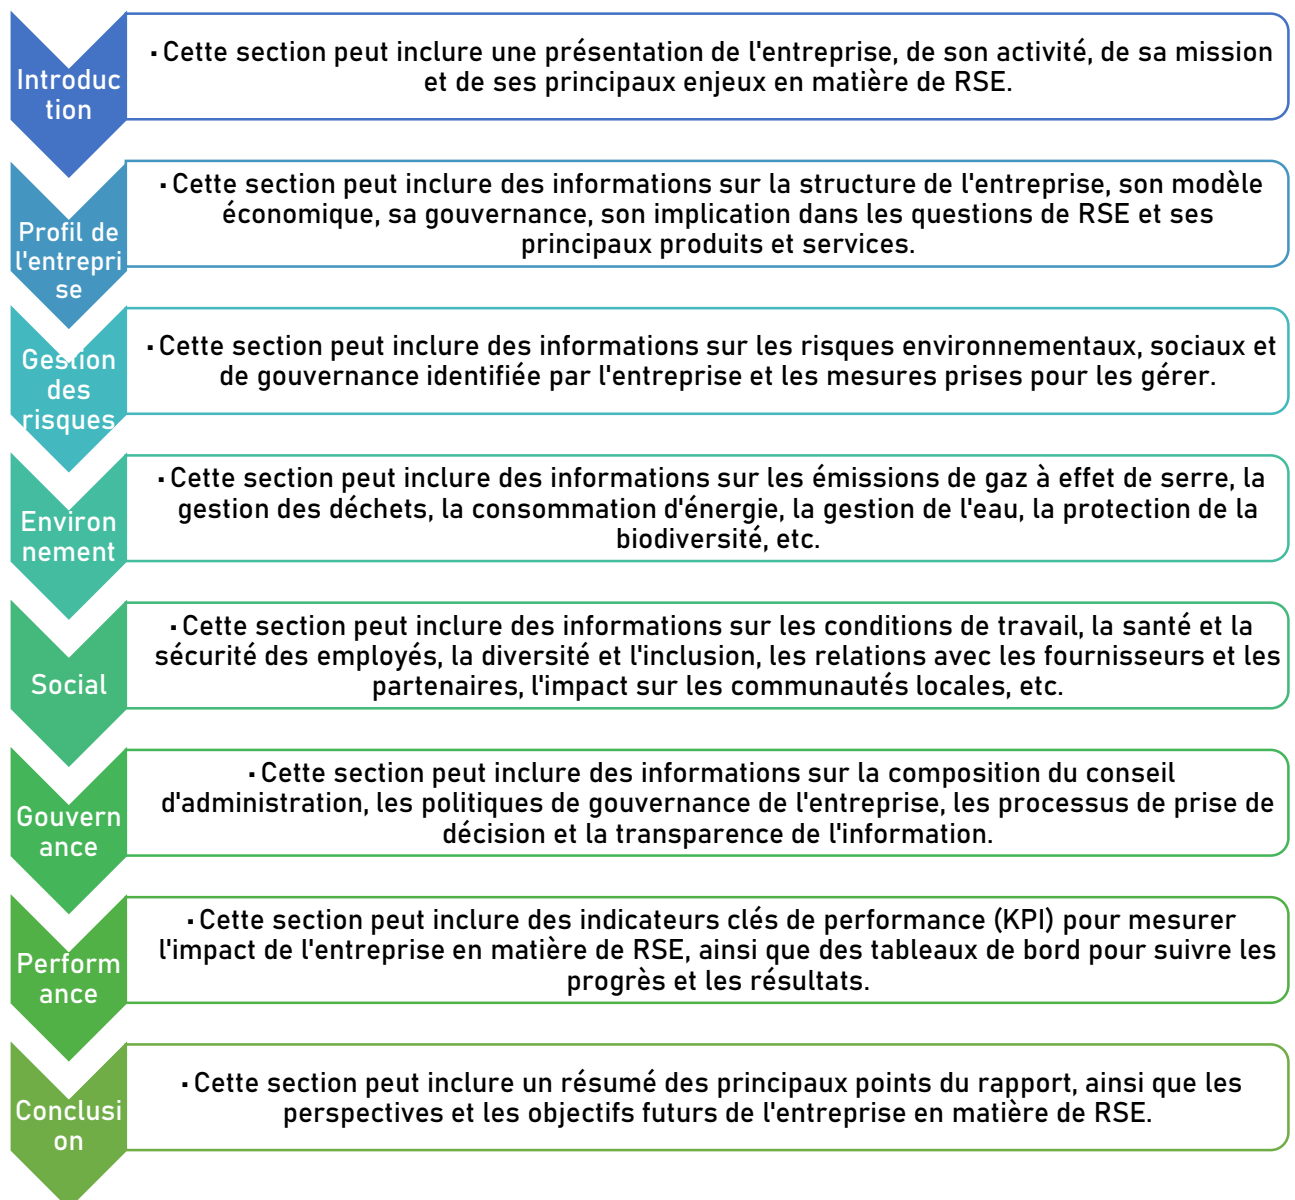 Introduc
tion
▪ Cette section peut inclure une présentation de l'entreprise, de son activité, de sa mission
et de ses principaux enjeux en matière de RSE.
Profil de
l'entrepri
se
▪ Cette section peut inclure des informations sur la structure de l'entreprise, son modèle
économique, sa gouvernance, son implication dans les questions de RSE et ses
principaux produits et services.
Gestion
des
risques
▪ Cette section peut inclure des informations sur les risques environnementaux, sociaux et
de gouvernance identifiée par l'entreprise et les mesures prises pour les gérer.
Environ
nement
▪ Cette section peut inclure des informations sur les émissions de gaz à effet de serre, la
gestion des déchets, la consommation d'énergie, la gestion de l'eau, la protection de la
biodiversité, etc.
Social
▪ Cette section peut inclure des informations sur les conditions de travail, la santé et la
sécurité des employés, la diversité et l'inclusion, les relations avec les fournisseurs et les
partenaires, l'impact sur les communautés locales, etc.
Gouvern
ance
▪ Cette section peut inclure des informations sur la composition du conseil
d'administration, les politiques de gouvernance de l'entreprise, les processus de prise de
décision et la transparence de l'information.
Perform
ance
▪ Cette section peut inclure des indicateurs clés de performance (KPI) pour mesurer
l'impact de l'entreprise en matière de RSE, ainsi que des tableaux de bord pour suivre les
progrès et les résultats.
Conclusi
on
▪ Cette section peut inclure un résumé des principaux points du rapport, ainsi que les
perspectives et les objectifs futurs de l'entreprise en matière de RSE.